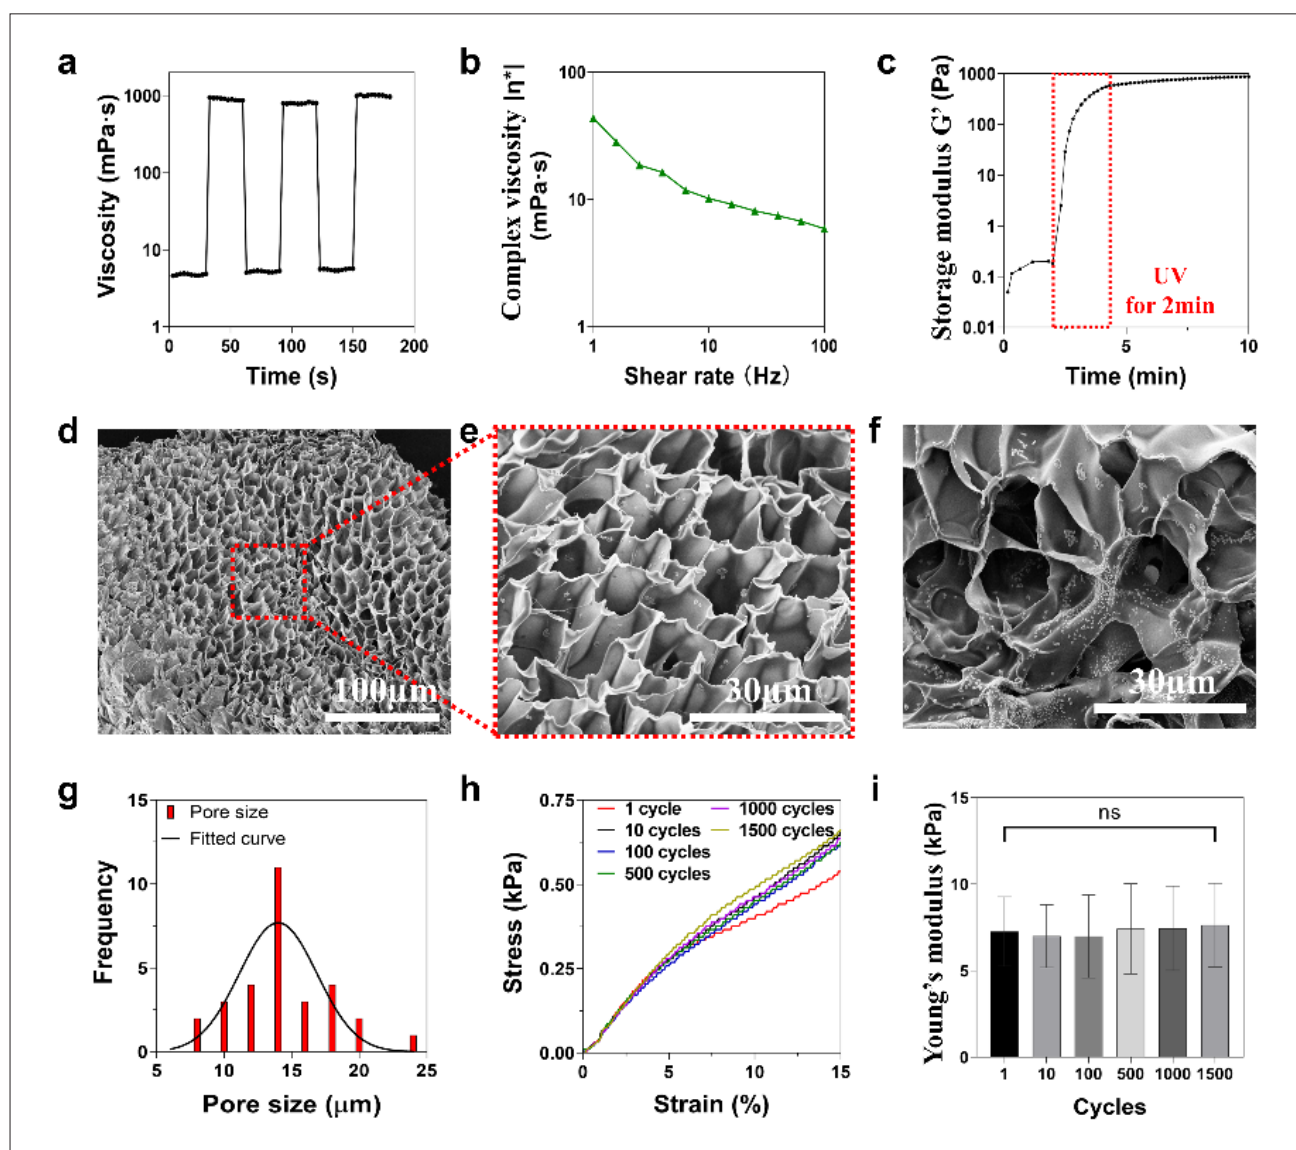 a
Viscosity (mPa·s)
1000
100
10
1
0 50 100 150 200
Time (s)
b
Complex viscosity |η*|
(mPa·s)
100
10
1
1 10 100
Shear rate (Hz)
c
Storage modulus G’ (Pa)
1000
100
10
1
0.1
0.01
UV
for 2min
0 5 10
Time (min)
d
100μm
e
30μm
f
30μm
g
Frequency
15
10
5
0
Pore size
Fitted curve
5 10 15 20 25
Pore size (μm)
h
Stress (kPa)
0.75
0.50
0.25
0.00
1 cycle
10 cycles
100 cycles
500 cycles
1000 cycles
1500 cycles
0 5 10 15
Strain (%)
i
Young’s modulus (kPa)
15
10
5
0
ns
1 10 100 500 1000 1500
Cycles